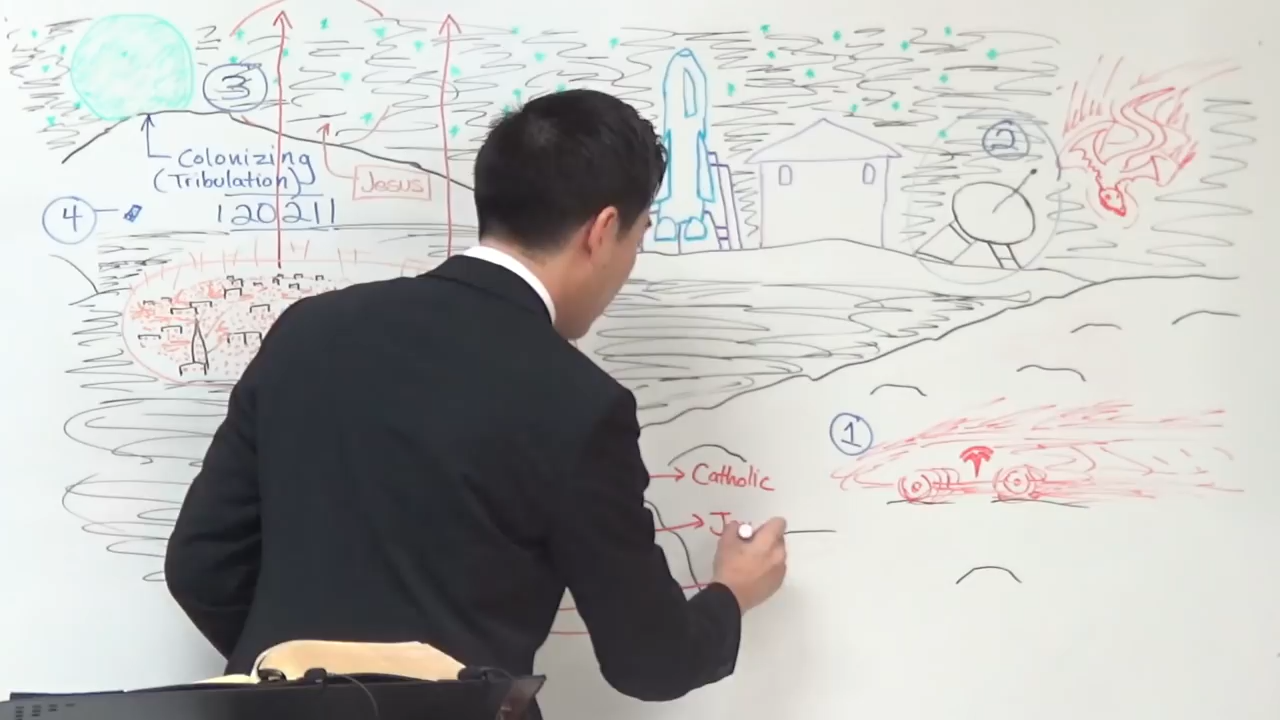 3
Colonizing
(Tribulation)
Jesus
120211
4
2
1
→ Catholic
→ J